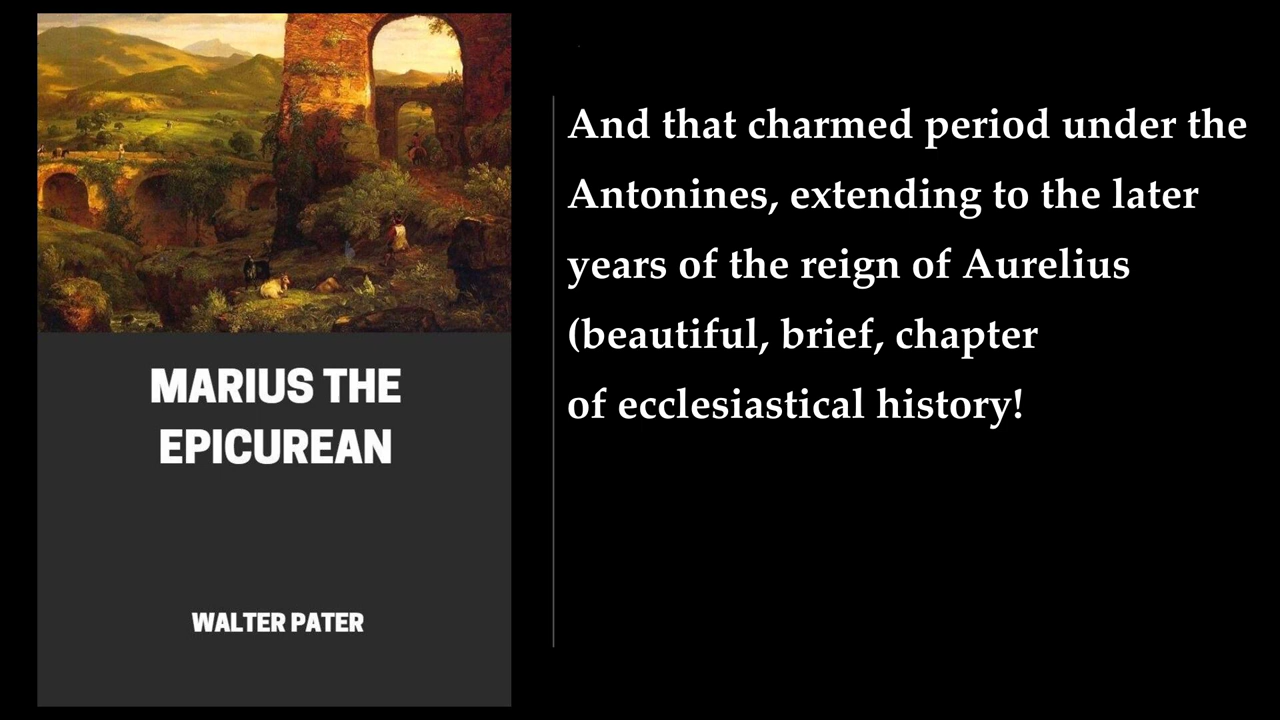 MARIUS THE
EPICUREAN
WALTER PATER
And that charmed period under the
Antonines, extending to the later
years of the reign of Aurelius
(beautiful, brief, chapter
of ecclesiastical history!